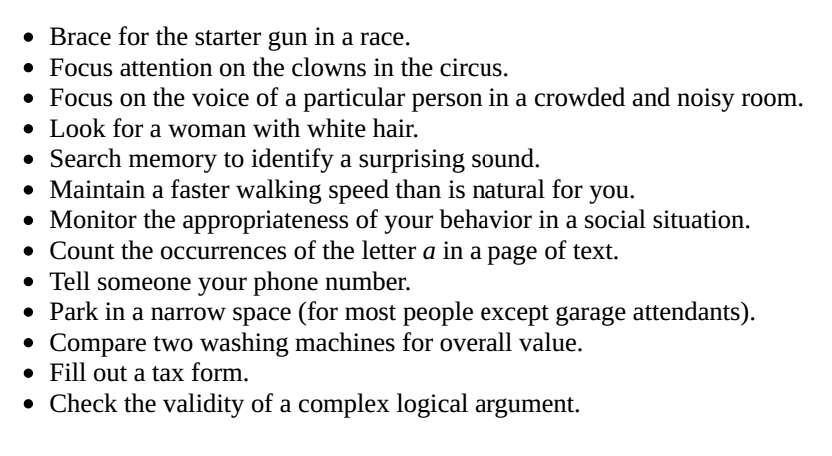 • Brace for the starter gun in a race.
• Focus attention on the clowns in the circus.
• Focus on the voice of a particular person in a crowded and noisy room.
• Look for a woman with white hair.
• Search memory to identify a surprising sound.
• Maintain a faster walking speed than is natural for you.
• Monitor the appropriateness of your behavior in a social situation.
• Count the occurrences of the letter a in a page of text.
• Tell someone your phone number.
• Park in a narrow space (for most people except garage attendants).
• Compare two washing machines for overall value.
• Fill out a tax form.
• Check the validity of a complex logical argument.